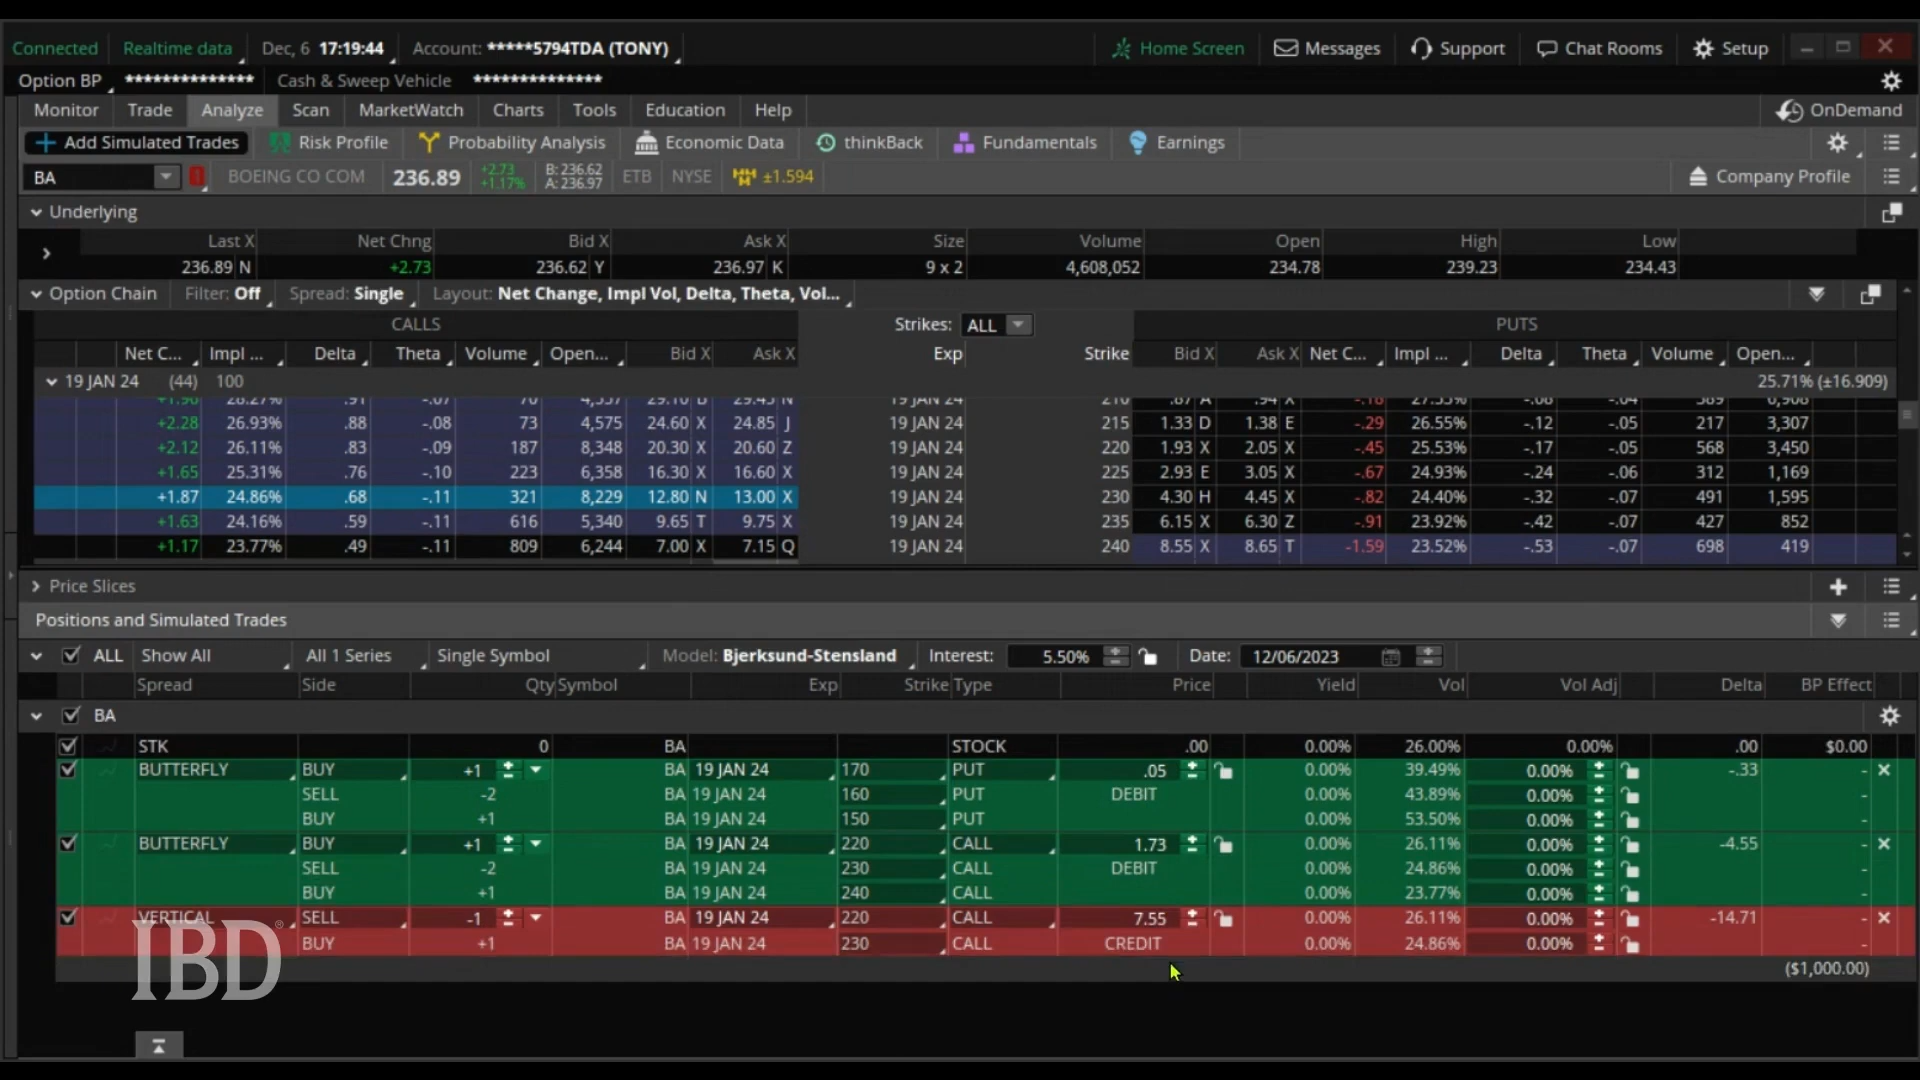 Connected Realtime data Dec, 6 17:19:44 Account: *****5794TDA (TONY) Home Screen Messages Support Chat Rooms Setup
Option BP ************** Cash & Sweep Vehicle **************
Monitor Trade Analyze Scan MarketWatch Charts Tools Education Help OnDemand
Add Simulated Trades Risk Profile Probability Analysis Economic Data thinkBack Fundamentals Earnings
BA BOEING CO COM 236.89 +2.73 +1.17% B: 236.62 A: 236.97 ETB NYSE ±1.594 Company Profile
Underlying
Last X Net Chng Bid X Ask X Size Volume Open High Low
236.89 N +2.73 236.62 Y 236.97 K 9 x 2 4,608,052 234.78 239.23 234.43
Option Chain Filter: Off Spread: Single Layout: Net Change, Impl Vol, Delta, Theta, Vol...
CALLS Strikes: ALL PUTS
Net C... Impl ... Delta Theta Volume Open... Bid X Ask X Exp Strike Bid X Ask X Net C... Impl ... Delta Theta Volume Open...
19 JAN 24 (44) 100 25.71% (±16.909)
+2.28 26.93% .88 -.08 73 4,575 24.60 X 24.85 J 19 JAN 24 215 1.33 D 1.38 E -.29 26.55% -.12 -.05 217 3,307
+2.12 26.11% .83 -.09 187 8,348 20.30 X 20.60 Z 19 JAN 24 220 1.93 X 2.05 X -.45 25.53% -.17 -.05 568 3,450
+1.65 25.31% .76 -.10 223 6,358 16.30 X 16.60 X 19 JAN 24 225 2.93 E 3.05 X -.67 24.93% -.24 -.06 312 1,169
+1.87 24.86% .68 -.11 321 8,229 12.80 N 13.00 X 19 JAN 24 230 4.30 H 4.45 X -.82 24.40% -.32 -.07 491 1,595
+1.63 24.16% .59 -.11 616 5,340 9.65 T 9.75 X 19 JAN 24 235 6.15 X 6.30 Z -.91 23.92% -.42 -.07 427 852
+1.17 23.77% .49 -.11 809 6,244 7.00 X 7.15 Q 19 JAN 24 240 8.55 X 8.65 T -1.59 23.52% -.53 -.07 698 419
Price Slices
Positions and Simulated Trades
ALL Show All All 1 Series Single Symbol Model: Bjerksund-Stensland Interest: 5.50% Date: 12/06/2023
Spread Side Qty Symbol Exp Strike Type Price Yield Vol Vol Adj Delta BP Effect
BA
STK 0 BA STOCK .00 0.00% 26.00% 0.00% .00 $0.00
BUTTERFLY BUY +1 BA 19 JAN 24 170 PUT .05 0.00% 39.49% 0.00% -.33 -
SELL -2 BA 19 JAN 24 160 PUT DEBIT 0.00% 43.89% 0.00% -
BUY +1 BA 19 JAN 24 150 PUT 0.00% 53.50% 0.00% -
BUTTERFLY BUY +1 BA 19 JAN 24 220 CALL 1.73 0.00% 26.11% 0.00% -4.55 -
SELL -2 BA 19 JAN 24 230 CALL DEBIT 0.00% 24.86% 0.00% -
BUY +1 BA 19 JAN 24 240 CALL 0.00% 23.77% 0.00% -
VERTICAL SELL -1 BA 19 JAN 24 220 CALL 7.55 0.00% 26.11% 0.00% -14.71 -
BUY +1 BA 19 JAN 24 230 CALL CREDIT 0.00% 24.86% 0.00% -
($1,000.00)
IBD®